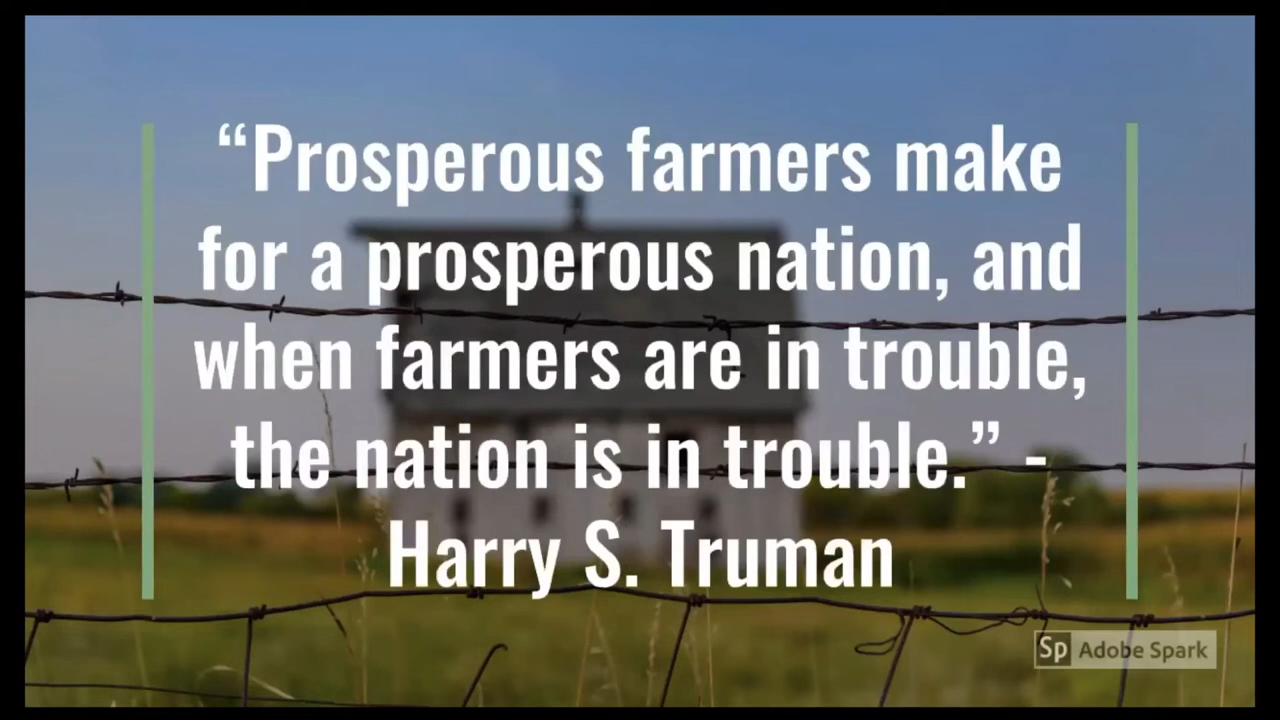 “Prosperous farmers make
for a prosperous nation, and
when farmers are in trouble,
the nation is in trouble.” -
Harry S. Truman
Sp Adobe Spark